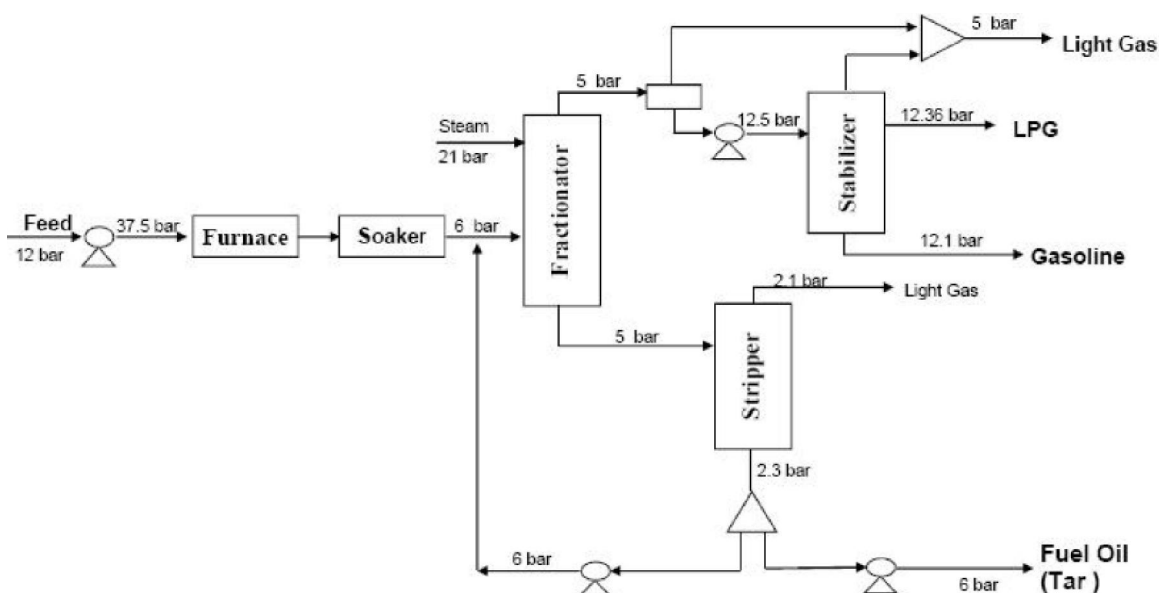 5 bar
Light Gas
5 bar
12.5 bar
12.36 bar
LPG
Steam
21 bar
Stabilizer
Fractionator
Feed
12 bar
37.5 bar
Furnace
Soaker
6 bar
12.1 bar
Gasoline
2.1 bar
Light Gas
5 bar
Stripper
2.3 bar
6 bar
Fuel Oil
(Tar )
6 bar